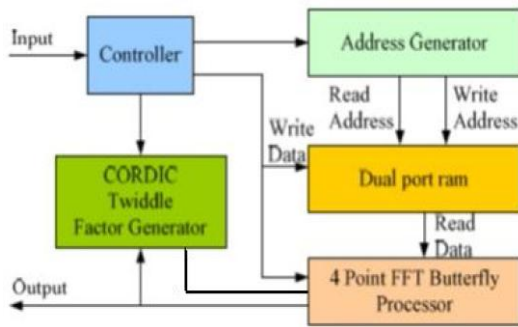 Input
Controller
Address Generator
Read
Address
Write
Address
Write
Data
CORDIC
Twiddle
Factor Generator
Dual port ram
Read
Data
Output
4 Point FFT Butterfly
Processor